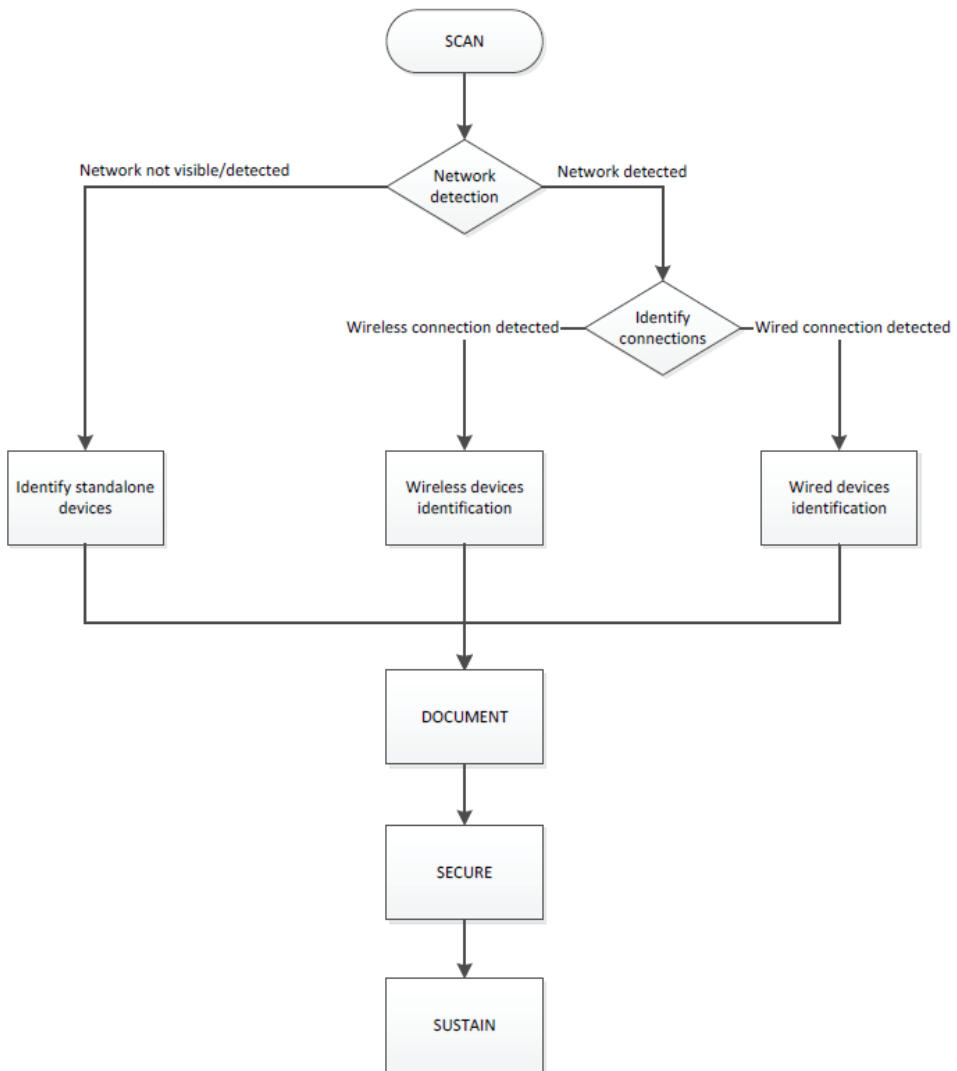 SCAN
Network not visible/detected
Network
detection
Network detected
Wireless connection detected
Identify
connections
Wired connection detected
Identify standalone
devices
Wireless devices
identification
Wired devices
identification
DOCUMENT
SECURE
SUSTAIN